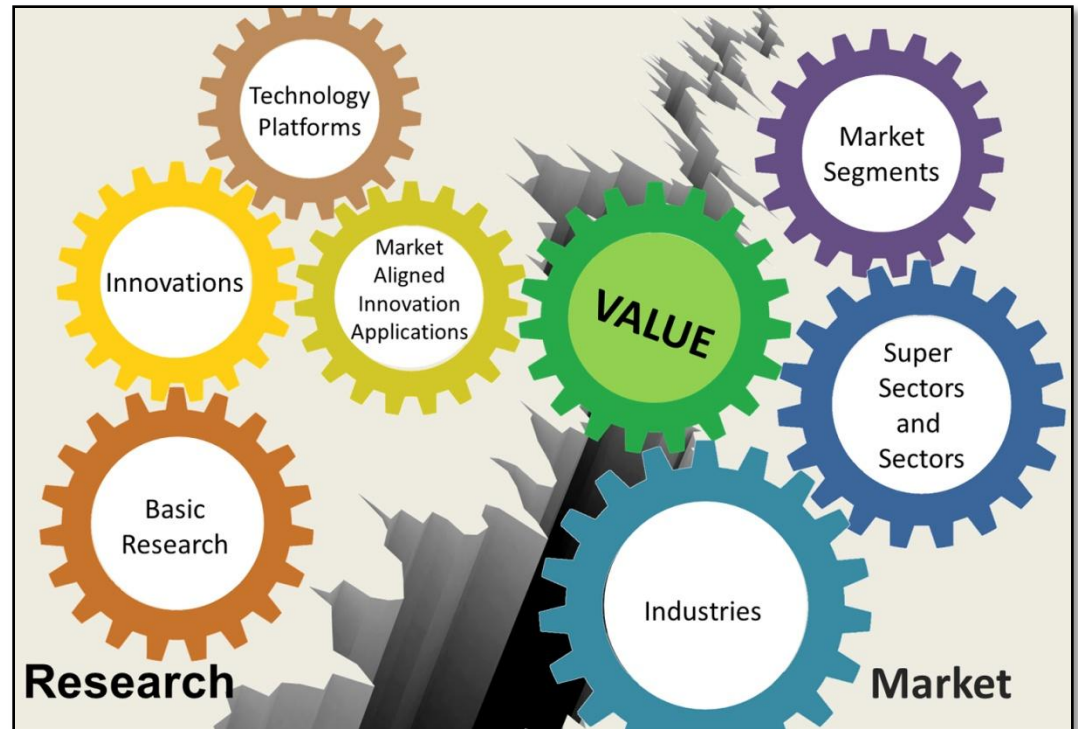 Technology
Platforms
Market
Segments
Innovations
Market
Aligned
Innovation
Applications
VALUE
Super
Sectors
and
Sectors
Basic
Research
Industries
Research
Market